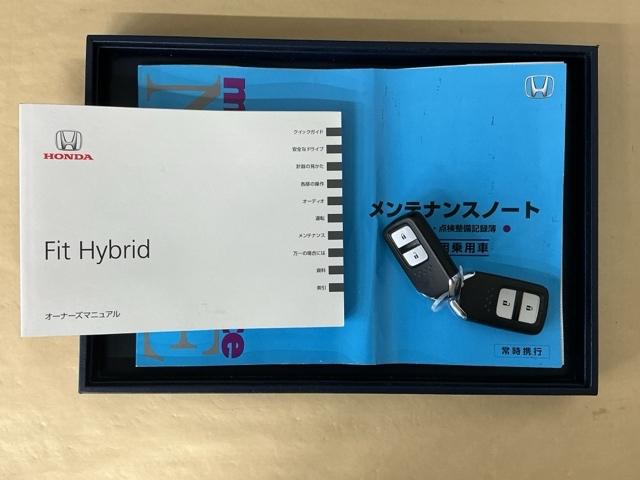 HONDA
Fit Hybrid
オーナーズマニュアル
クイックガイド
安全なドライブ
計器の見かた
各部の操作
オーディオ
運転
メンテナンス
万一の場合には
資料
索引
メンテナンスノート
・点検整備記録簿
用乗用車
常時携行